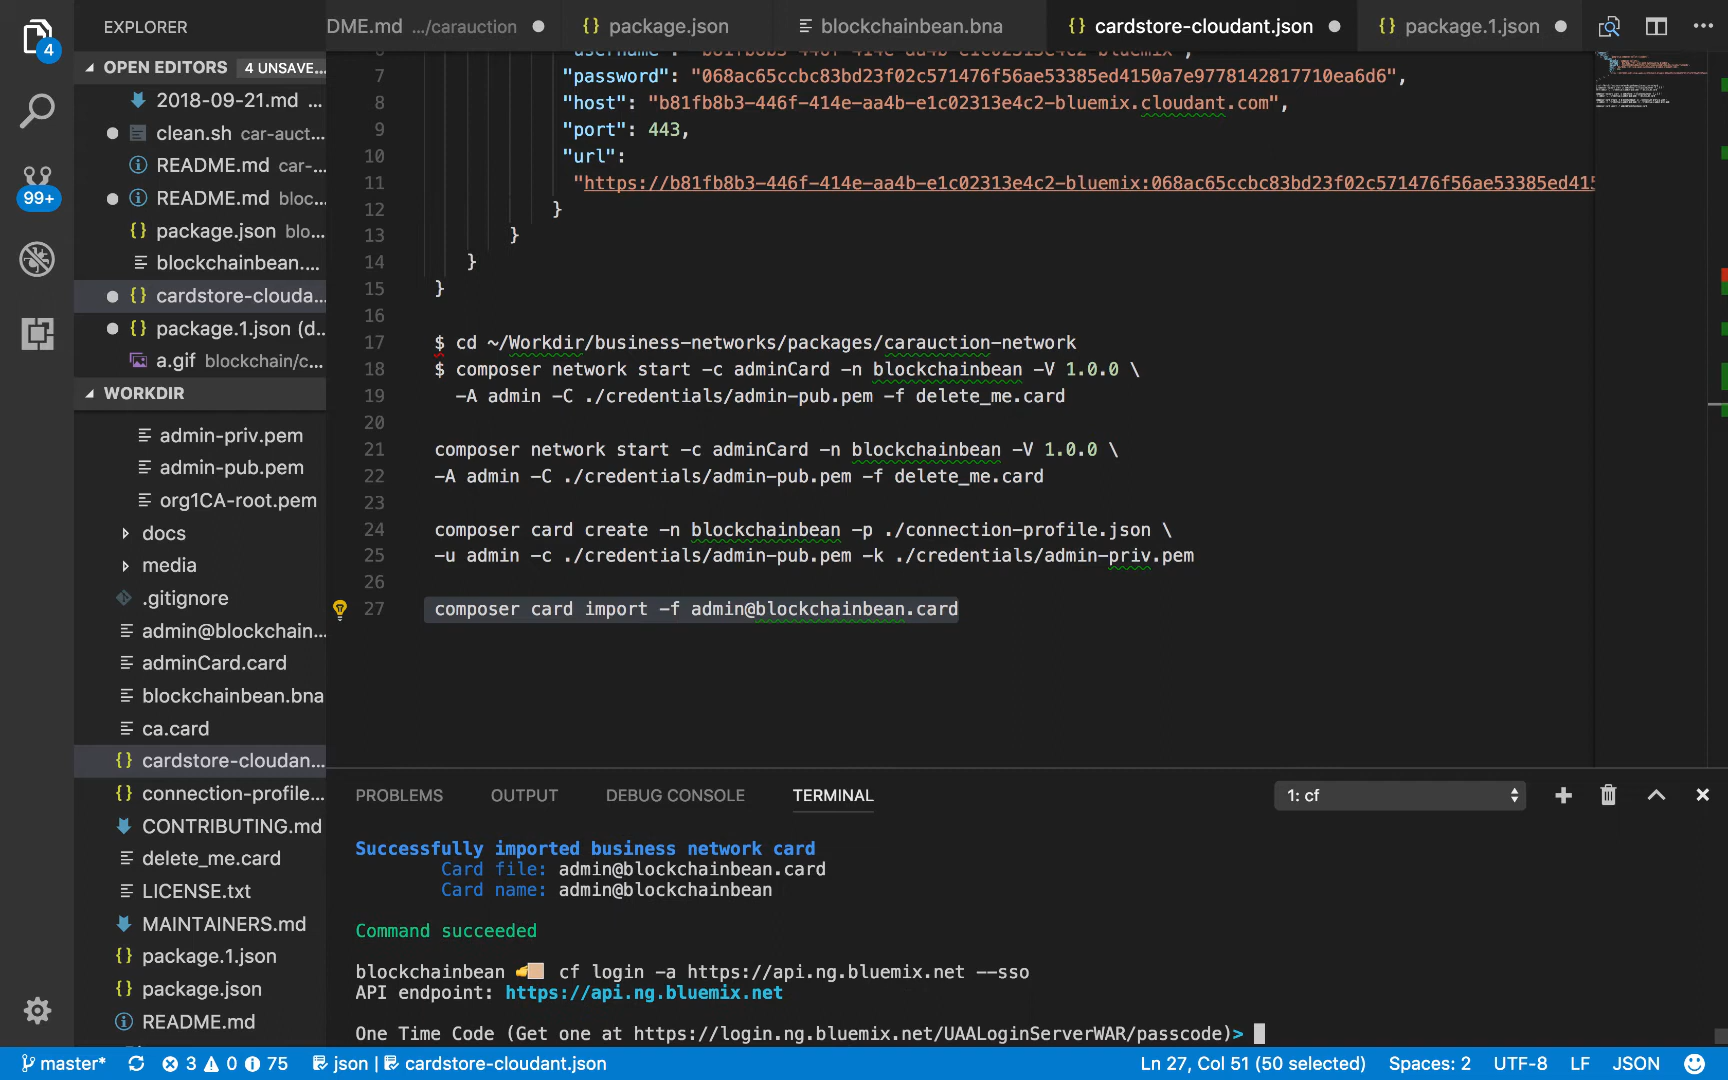 EXPLORER
DME.md .../carauction
package.json
blockchainbean.bna
cardstore-cloudant.json
package.1.json
4
OPEN EDITORS 4 UNSAVE...
2018-09-21.md ...
clean.sh car-auct...
README.md car-...
99+
README.md bloc...
package.json blo...
blockchainbean....
cardstore-clouda...
package.1.json (d...
a.gif blockchain/c...
WORKDIR
admin-priv.pem
admin-pub.pem
org1CA-root.pem
docs
media
.gitignore
admin@blockchain...
adminCard.card
blockchainbean.bna
ca.card
cardstore-cloudan...
connection-profile...
CONTRIBUTING.md
delete_me.card
LICENSE.txt
MAINTAINERS.md
package.1.json
package.json
README.md
7 "password": "068ac65ccbc83bd23f02c571476f56ae53385ed4150a7e9778142817710ea6d6",
8 "host": "b81fb8b3-446f-414e-aa4b-e1c02313e4c2-bluemix.cloudant.com",
9 "port": 443,
10 "url":
11 "https://b81fb8b3-446f-414e-aa4b-e1c02313e4c2-bluemix:068ac65ccbc83bd23f02c571476f56ae53385ed415
12 }
13 }
14 }
15 }
16
17 $ cd ~/Workdir/business-networks/packages/carauction-network
18 $ composer network start -c adminCard -n blockchainbean -V 1.0.0 \
19 -A admin -C ./credentials/admin-pub.pem -f delete_me.card
20
21 composer network start -c adminCard -n blockchainbean -V 1.0.0 \
22 -A admin -C ./credentials/admin-pub.pem -f delete_me.card
23
24 composer card create -n blockchainbean -p ./connection-profile.json \
25 -u admin -c ./credentials/admin-pub.pem -k ./credentials/admin-priv.pem
26
27 composer card import -f admin@blockchainbean.card
PROBLEMS OUTPUT DEBUG CONSOLE TERMINAL 1: cf
Successfully imported business network card
Card file: admin@blockchainbean.card
Card name: admin@blockchainbean
Command succeeded
blockchainbean 👉🏼 cf login -a https://api.ng.bluemix.net --sso
API endpoint: https://api.ng.bluemix.net
One Time Code (Get one at https://login.ng.bluemix.net/UAALoginServerWAR/passcode)>
master* 3 0 75 json | cardstore-cloudant.json Ln 27, Col 51 (50 selected) Spaces: 2 UTF-8 LF JSON